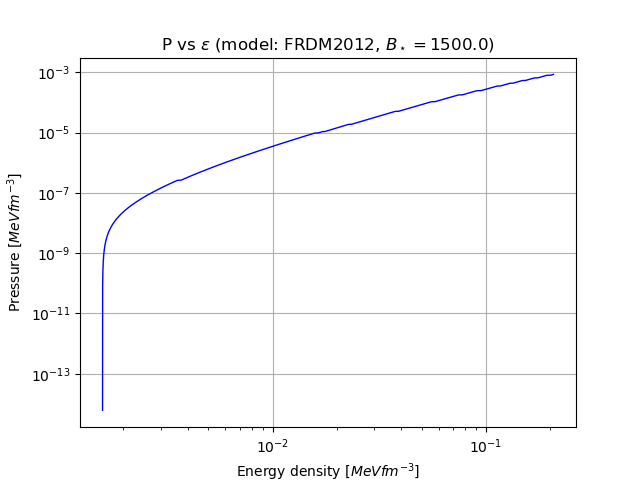 P vs ε (model: FRDM2012, B⋆ = 1500.0)
Pressure [MeVfm⁻³]
10⁻³
10⁻⁵
10⁻⁷
10⁻⁹
10⁻¹¹
10⁻¹³
10⁻² 10⁻¹
Energy density [MeVfm⁻³]